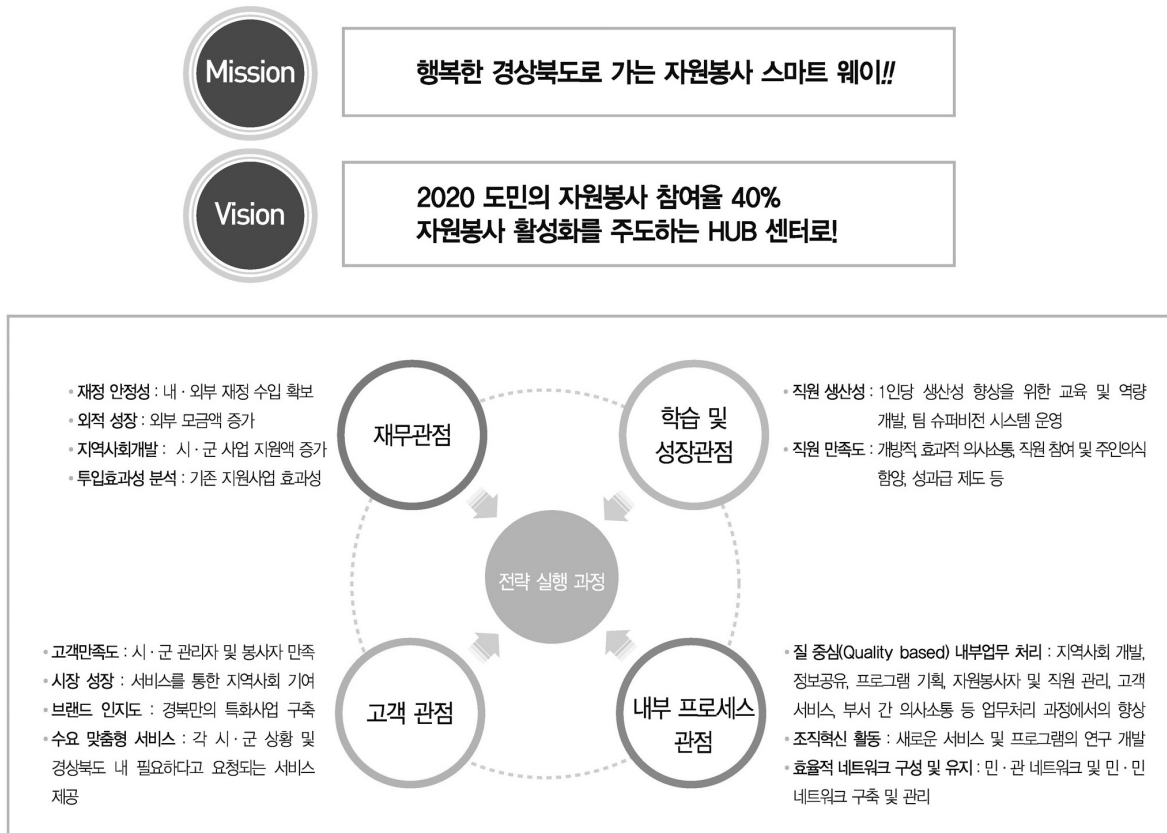 Mission
행복한 경상북도로 가는 자원봉사 스마트 웨이!!
Vision
2020 도민의 자원봉사 참여율 40%
자원봉사 활성화를 주도하는 HUB 센터로!
• 재정 안정성 : 내 · 외부 재정 수입 확보
• 외적 성장 : 외부 모금액 증가
• 지역사회개발 : 시 · 군 사업 지원액 증가
• 투입효과성 분석 : 기존 지원사업 효과성
재무관점
학습 및
성장관점
• 직원 생산성 : 1인당 생산성 향상을 위한 교육 및 역량
개발, 팀 슈퍼비전 시스템 운영
• 직원 만족도 : 개방적, 효과적 의사소통, 직원 참여 및 주인의식
함양, 성과급 제도 등
전략 실행 과정
• 고객만족도 : 시 · 군 관리자 및 봉사자 만족
• 시장 성장 : 서비스를 통한 지역사회 기여
• 브랜드 인지도 : 경북만의 특화사업 구축
• 수요 맞춤형 서비스 : 각 시 · 군 상황 및
경상북도 내 필요하다고 요청되는 서비스
제공
고객 관점
내부 프로세스
관점
• 질 중심(Quality based) 내부업무 처리 : 지역사회 개발,
정보공유, 프로그램 기획, 자원봉사자 및 직원 관리, 고객
서비스, 부서 간 의사소통 등 업무처리 과정에서의 향상
• 조직혁신 활동 : 새로운 서비스 및 프로그램의 연구 개발
• 효율적 네트워크 구성 및 유지 : 민 · 관 네트워크 및 민 · 민
네트워크 구축 및 관리